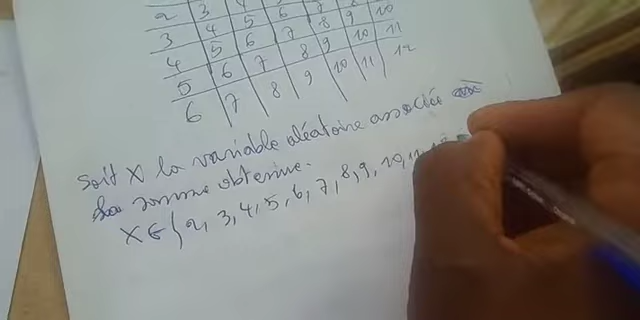 2 3 4 5 6 7 8
3 4 5 6 7 8 9 10
4 5 6 7 8 9 10 11
5 6 7 8 9 10 11 12
6 7 8 9 10 11 12
Soit X la variable aléatoire associée
la somme obtenue.
X ∈ {2, 3, 4, 5, 6, 7, 8, 9, 10, 11, 12